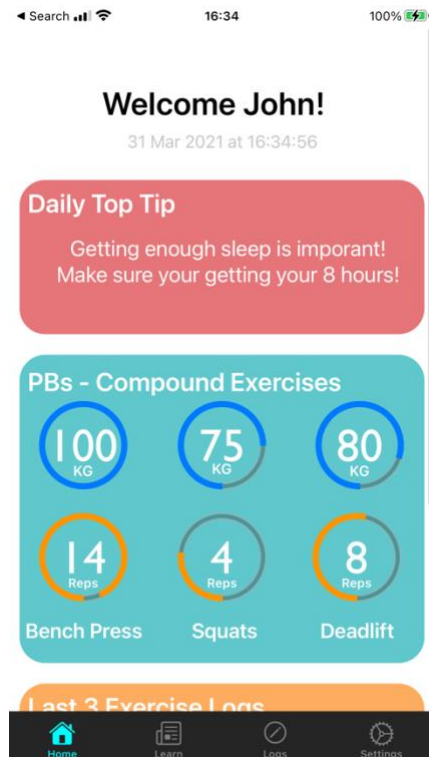 Search 16:34 100%
Welcome John!
31 Mar 2021 at 16:34:56
Daily Top Tip
Getting enough sleep is imporant!
Make sure your getting your 8 hours!
PBs - Compound Exercises
100 75 80
KG KG KG
14 4 8
Reps Reps Reps
Bench Press Squats Deadlift
Last 3 Exercise Logs
Home Learn Logs Settings